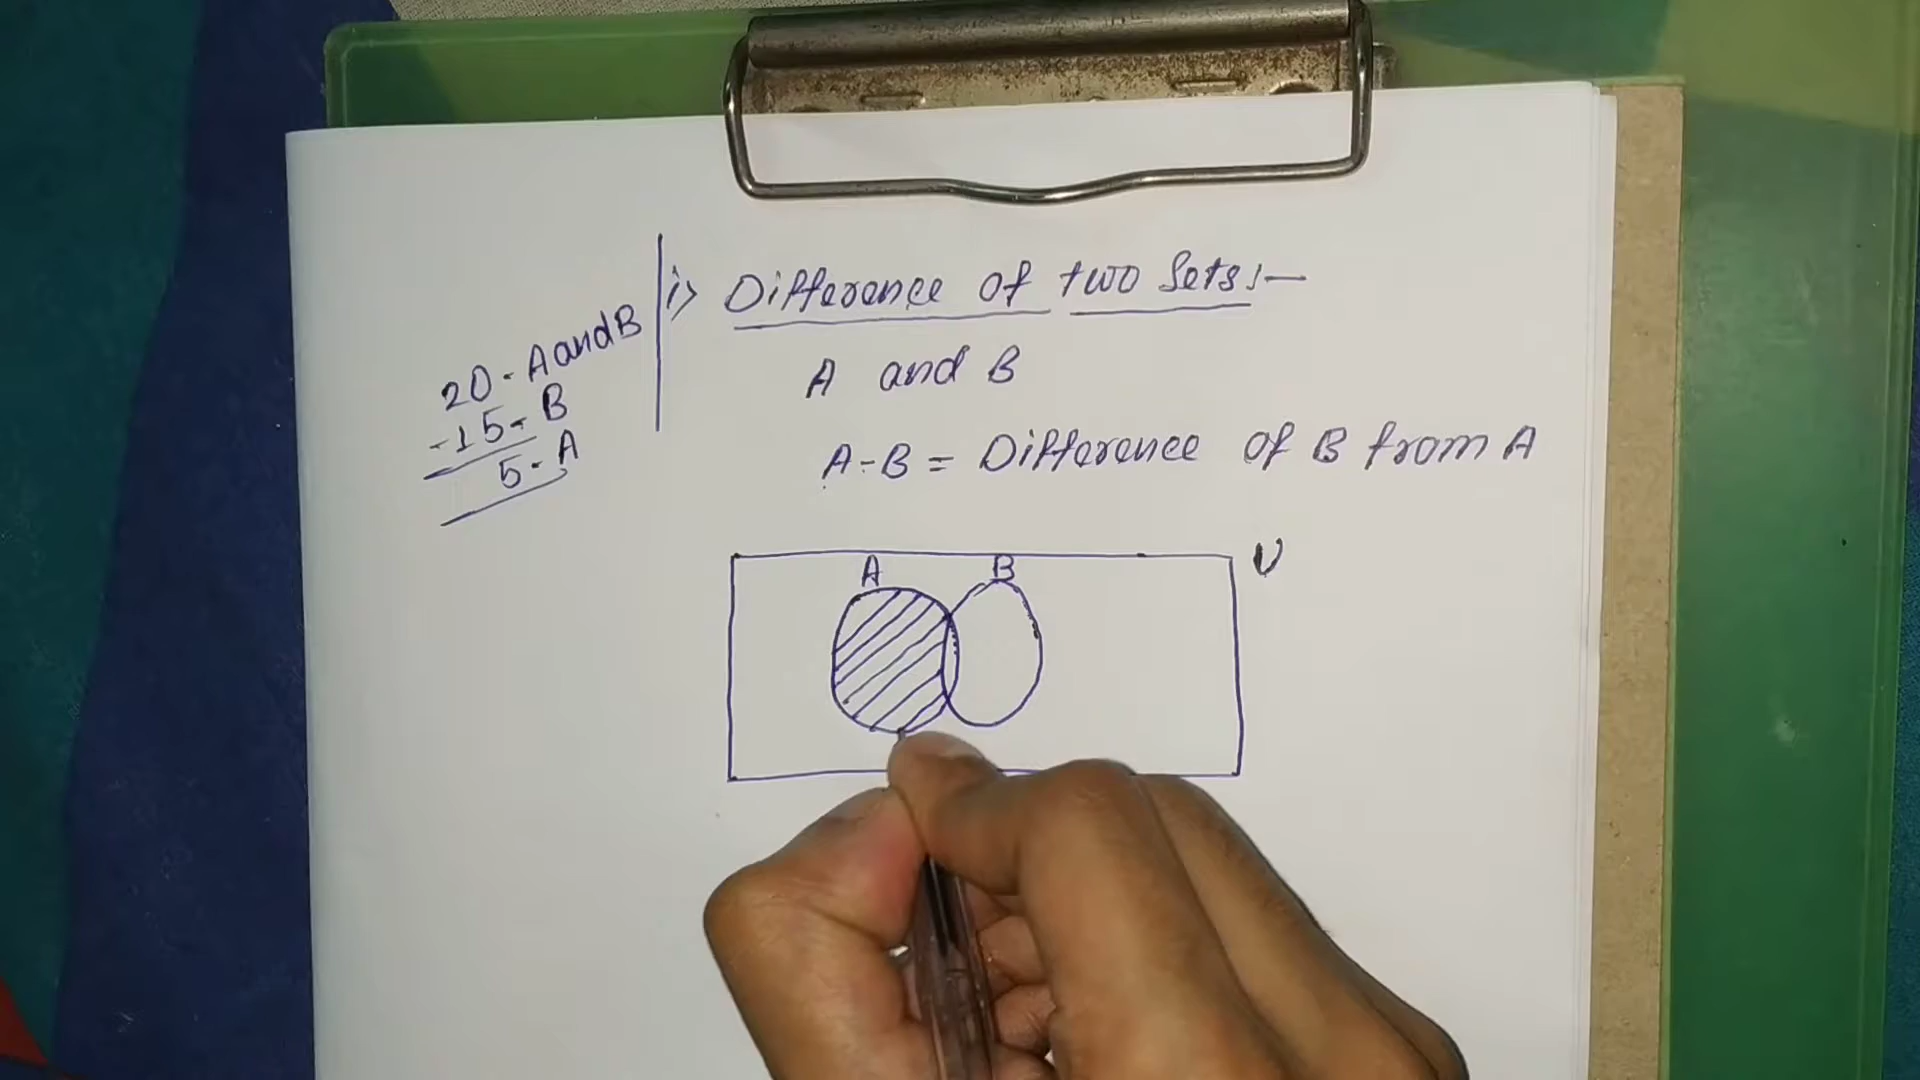 i> Difference of two Sets:-
A and B
A-B = Difference of B from A
20-A and B
-15-B
5-A
A B U